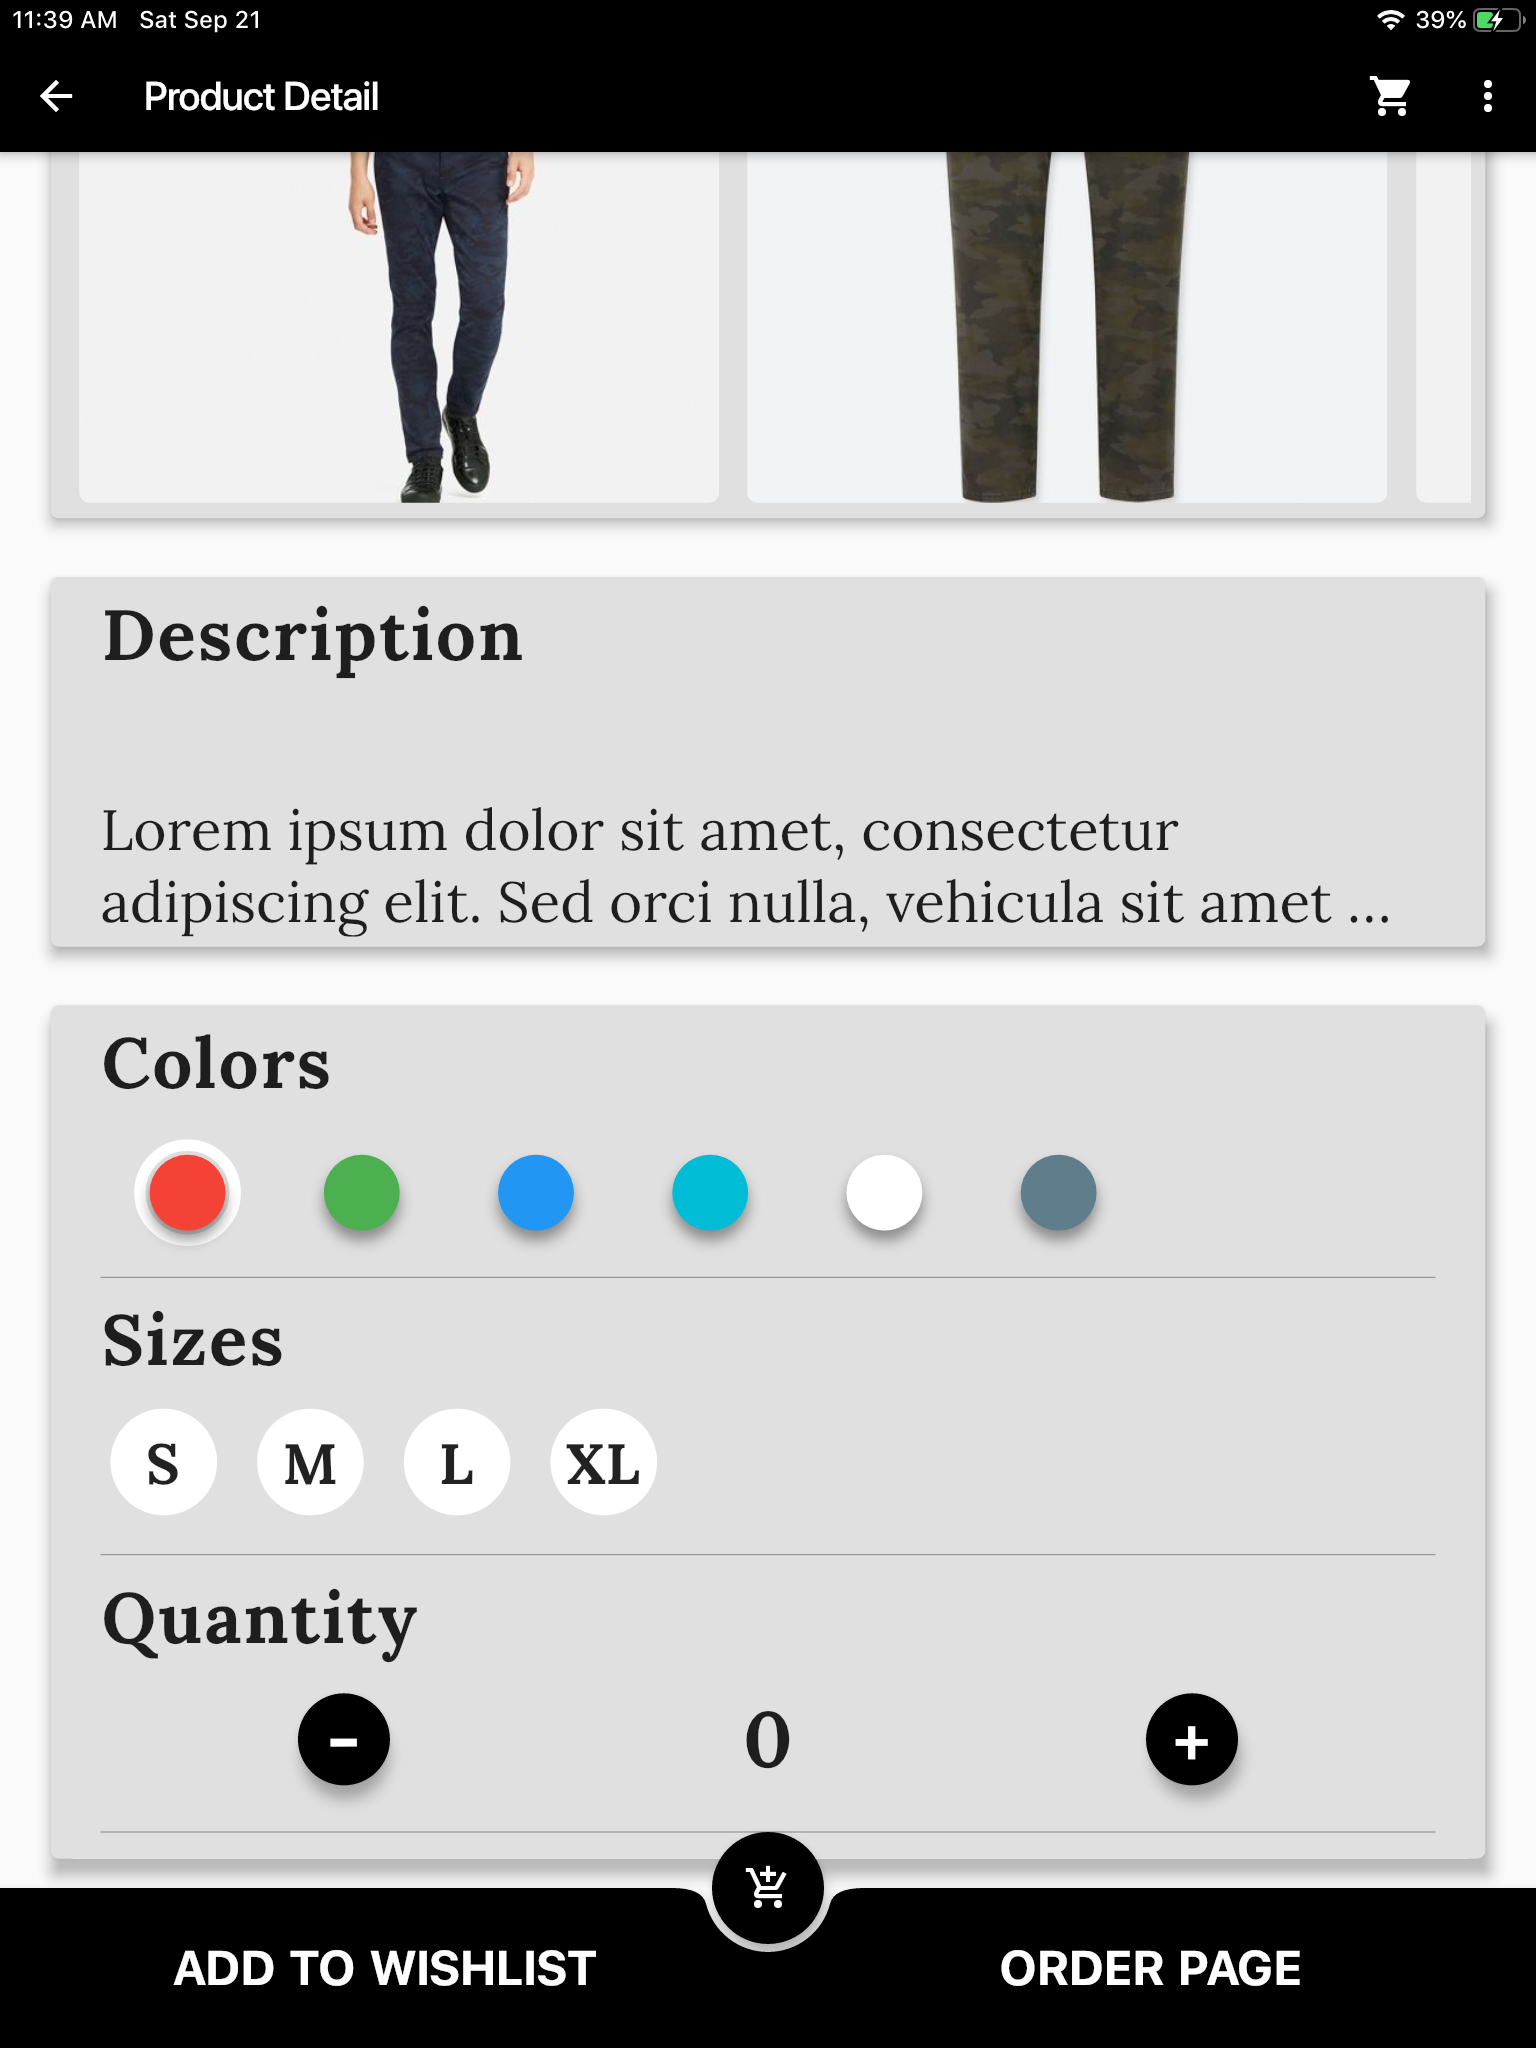 11:39 AM Sat Sep 21 39%
Product Detail
Description
Lorem ipsum dolor sit amet, consectetur
adipiscing elit. Sed orci nulla, vehicula sit amet ...
Colors
Sizes
S M L XL
Quantity
- 0 +
ADD TO WISHLIST ORDER PAGE